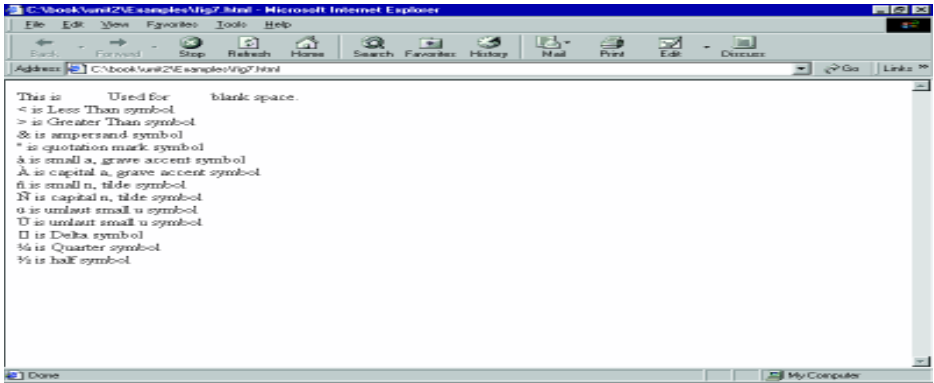 C:\book\unit2\Examples\fig7.html - Microsoft Internet Explorer
File Edit View Favorites Tools Help
Back Forward Stop Refresh Home Search Favorites History Mail Print Edit Discuss
Address C:\book\unit2\Examples\fig7.html Go Links »
This is Used for blank space.
< is Less Than symbol
> is Greater Than symbol
& is ampersand symbol
" is quotation mark symbol
à is small a, grave accent symbol
À is capital a, grave accent symbol
ñ is small n, tilde symbol
Ñ is capital n, tilde symbol
ü is umlaut small u symbol
Ü is umlaut small u symbol
is Delta symbol
¼ is Quarter symbol
½ is half symbol
Done My Computer